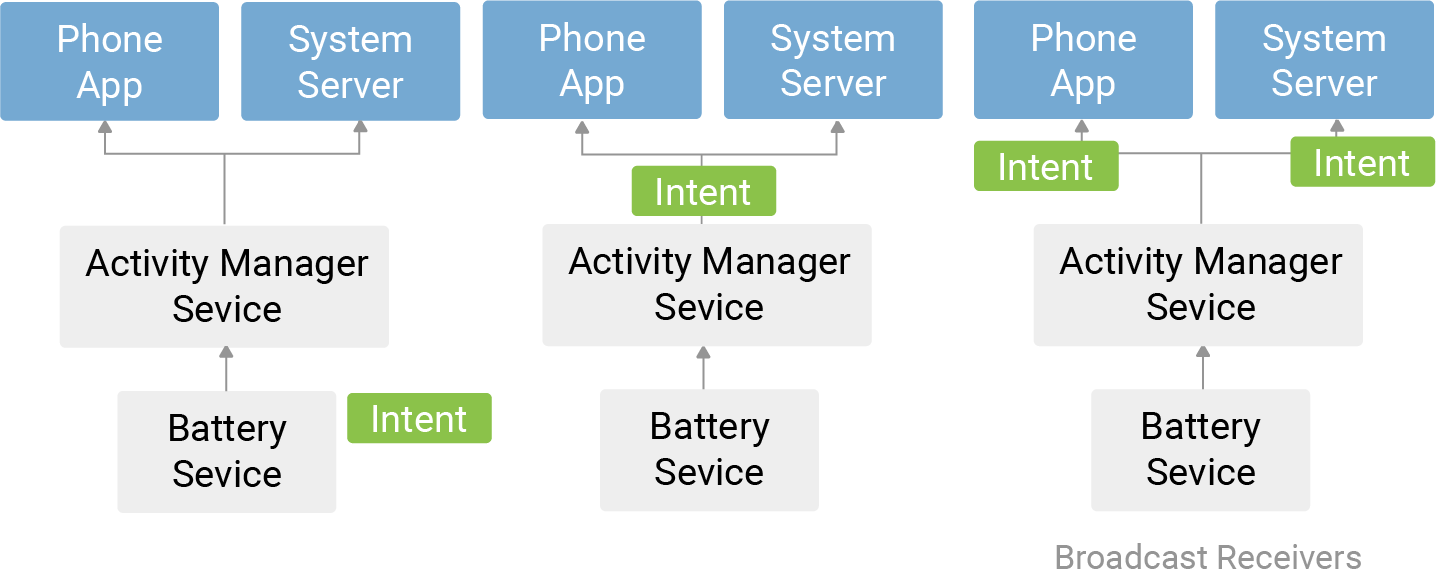 Phone
App
System
Server
Activity Manager
Sevice
Battery
Sevice
Intent
Phone
App
System
Server
Intent
Activity Manager
Sevice
Battery
Sevice
Phone
App
System
Server
Intent
Intent
Activity Manager
Sevice
Battery
Sevice
Broadcast Receivers